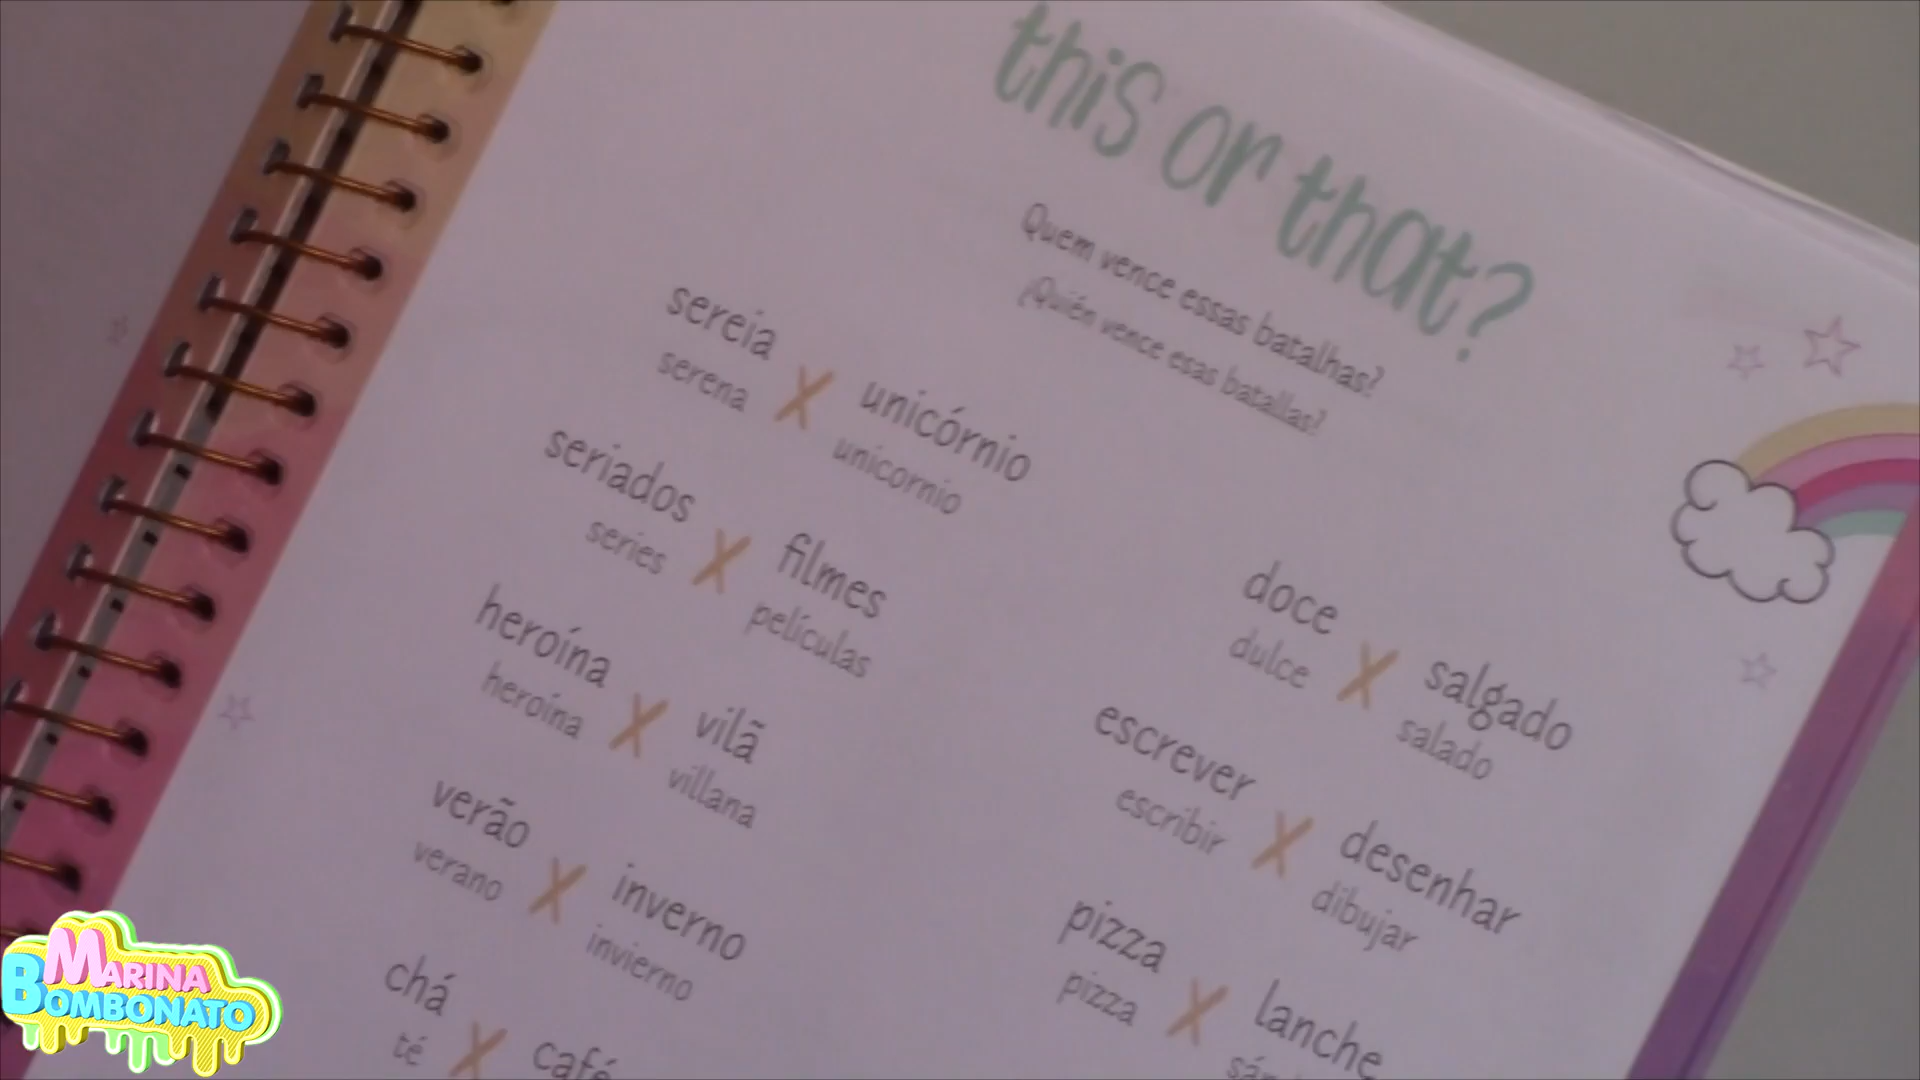 this or that?
Quem vence essas batalhas?
¿Quién vence esas batallas?
sereia X unicórnio
serena unicornio
seriados X filmes
series películas
heroína X vilã
heroína villana
verão X inverno
verano invierno
chá X café
té
doce X salgado
dulce salado
escrever X desenhar
escribir dibujar
pizza X lanche
pizza
MARINA
BOMBONATO